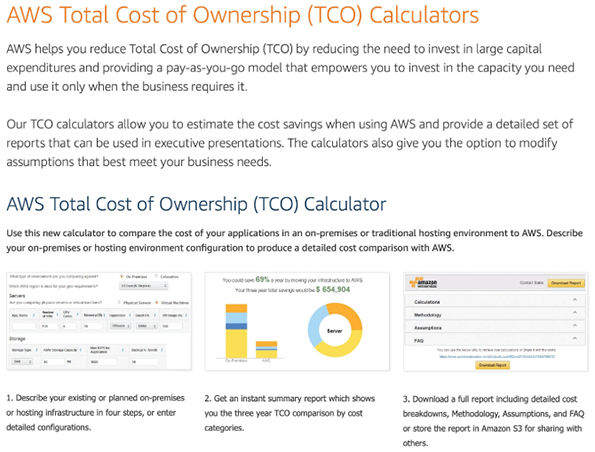 AWS Total Cost of Ownership (TCO) Calculators
AWS helps you reduce Total Cost of Ownership (TCO) by reducing the need to invest in large capital
expenditures and providing a pay-as-you-go model that empowers you to invest in the capacity you need
and use it only when the business requires it.
Our TCO calculators allow you to estimate the cost savings when using AWS and provide a detailed set of
reports that can be used in executive presentations. The calculators also give you the option to modify
assumptions that best meet your business needs.
AWS Total Cost of Ownership (TCO) Calculator
Use this new calculator to compare the cost of your applications in an on-premises or traditional hosting environment to AWS. Describe
your on-premises or hosting environment configuration to produce a detailed cost comparison with AWS.
Servers
Are you comparing physical servers or virtual machines? Physical Servers Virtual Machines
Storage
You could save 69% a year by moving your infrastructure to AWS.
Your three year total savings would be $ 654,904
Server
On-Premises AWS
amazon
Contact Sales Download Report
Calculations
Methodology
Assumptions
FAQ
Download Report
1. Describe your existing or planned on-premises
or hosting infrastructure in four steps, or enter
detailed configurations.
2. Get an instant summary report which shows
you the three year TCO comparison by cost
categories.
3. Download a full report including detailed cost
breakdowns, Methodology, Assumptions, and FAQ
or store the report in Amazon S3 for sharing with
others.